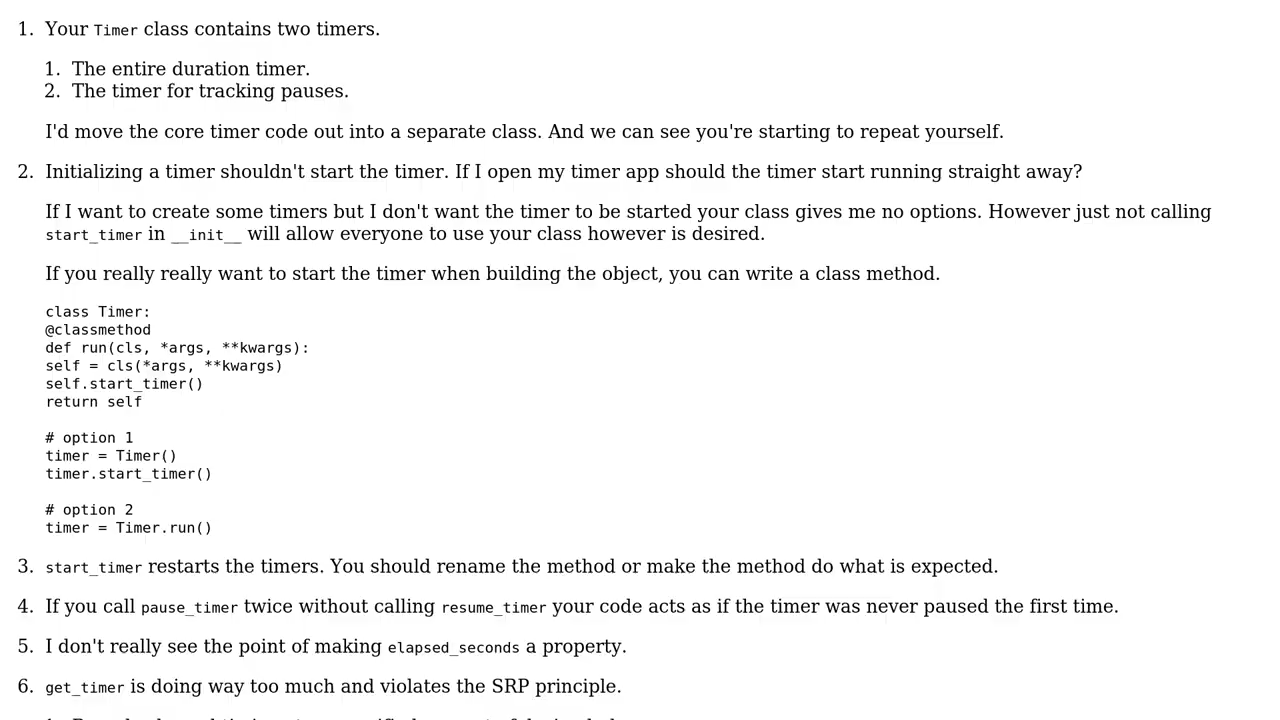 1. Your Timer class contains two timers.
1. The entire duration timer.
2. The timer for tracking pauses.
I'd move the core timer code out into a separate class. And we can see you're starting to repeat yourself.
2. Initializing a timer shouldn't start the timer. If I open my timer app should the timer start running straight away?
If I want to create some timers but I don't want the timer to be started your class gives me no options. However just not calling
start_timer in __init__ will allow everyone to use your class however is desired.
If you really really want to start the timer when building the object, you can write a class method.
class Timer:
@classmethod
def run(cls, *args, **kwargs):
self = cls(*args, **kwargs)
self.start_timer()
return self
# option 1
timer = Timer()
timer.start_timer()
# option 2
timer = Timer.run()
3. start_timer restarts the timers. You should rename the method or make the method do what is expected.
4. If you call pause_timer twice without calling resume_timer your code acts as if the timer was never paused the first time.
5. I don't really see the point of making elapsed_seconds a property.
6. get_timer is doing way too much and violates the SRP principle.